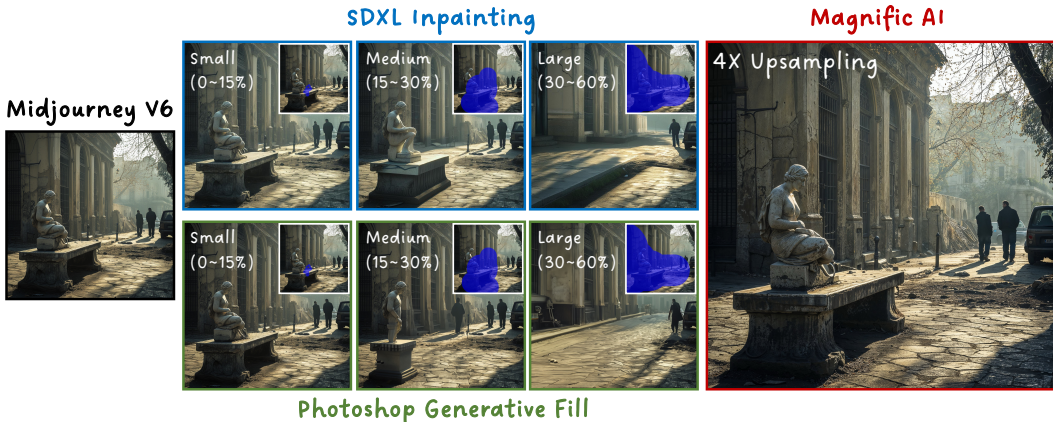 SDXL Inpainting
Magnific AI
Midjourney V6
Small
(0~15%)
Medium
(15~30%)
Large
(30~60%)
4X Upsampling
Small
(0~15%)
Medium
(15~30%)
Large
(30~60%)
Photoshop Generative Fill